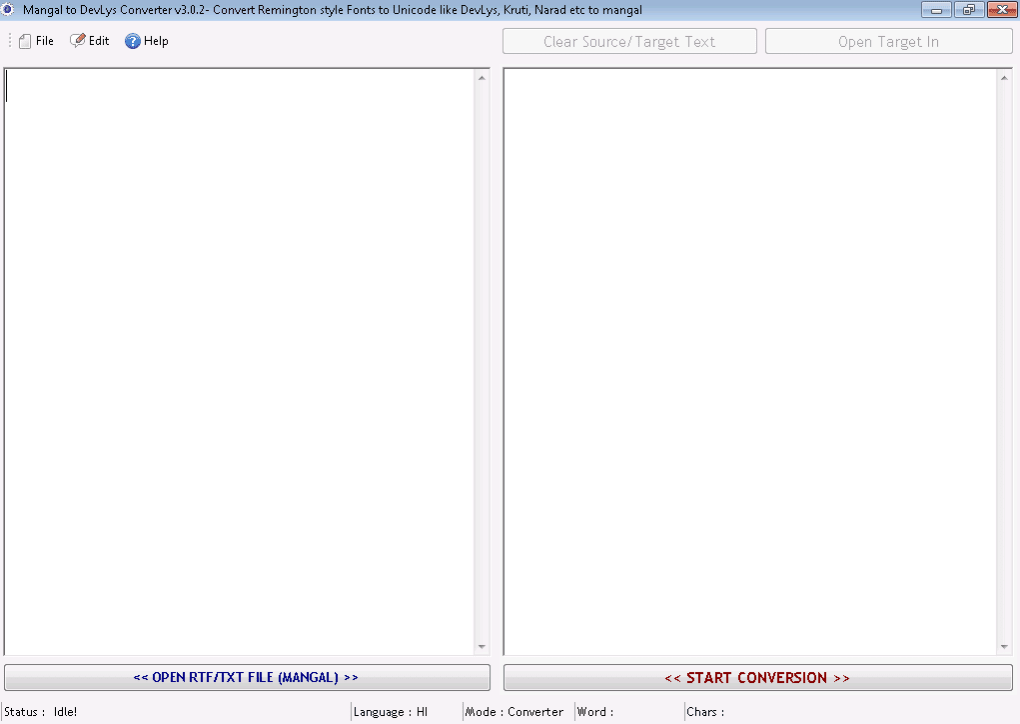 Mangal to DevLys Converter v3.0.2- Convert Remington style Fonts to Unicode like DevLys, Kruti, Narad etc to mangal
File Edit Help Clear Source/Target Text Open Target In
<< OPEN RTF/TXT FILE (MANGAL) >> << START CONVERSION >>
Status : Idle! Language : HI Mode : Converter Word : Chars :